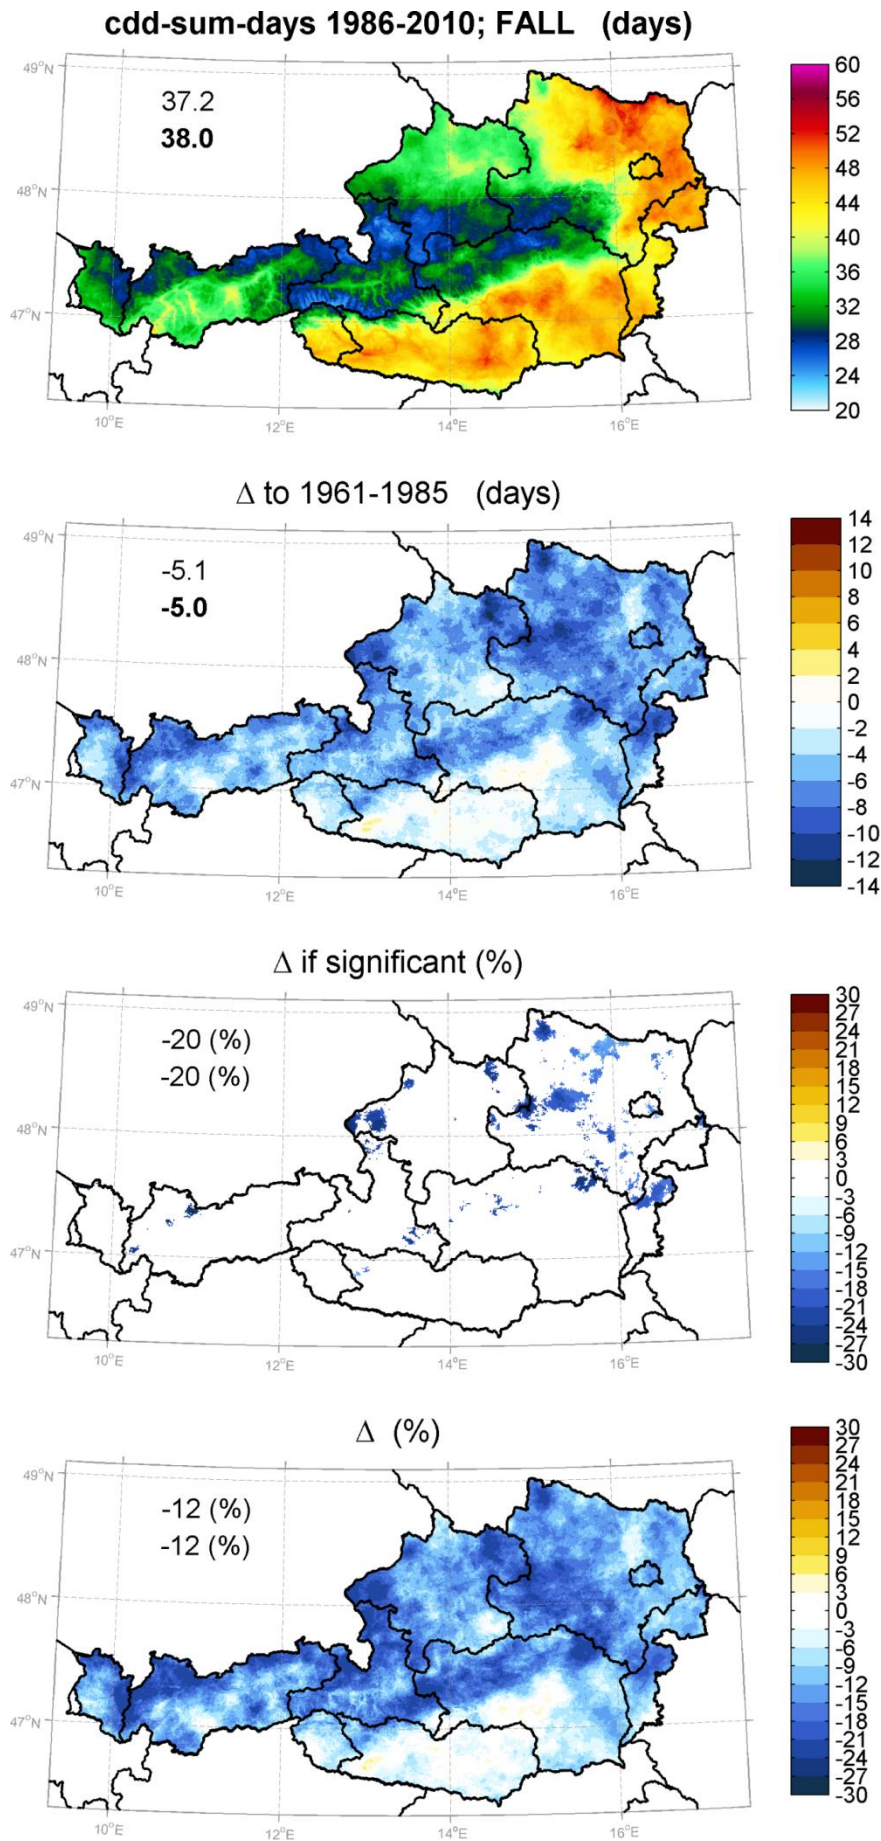 cdd-sum-days 1986-2010; FALL (days)
37.2
38.0
49°N
48°N
47°N
10°E
12°E
14°E
16°E
60
56
52
48
44
40
36
32
28
24
20
Δ to 1961-1985 (days)
-5.1
-5.0
49°N
48°N
47°N
10°E
12°E
14°E
16°E
14
12
10
8
6
4
2
0
-2
-4
-6
-8
-10
-12
-14
Δ if significant (%)
-20 (%)
-20 (%)
49°N
48°N
47°N
10°E
12°E
14°E
16°E
30
27
24
21
18
15
12
9
6
3
0
-3
-6
-9
-12
-15
-18
-21
-24
-27
-30
Δ (%)
-12 (%)
-12 (%)
49°N
48°N
47°N
10°E
12°E
14°E
16°E
30
27
24
21
18
15
12
9
6
3
0
-3
-6
-9
-12
-15
-18
-21
-24
-27
-30